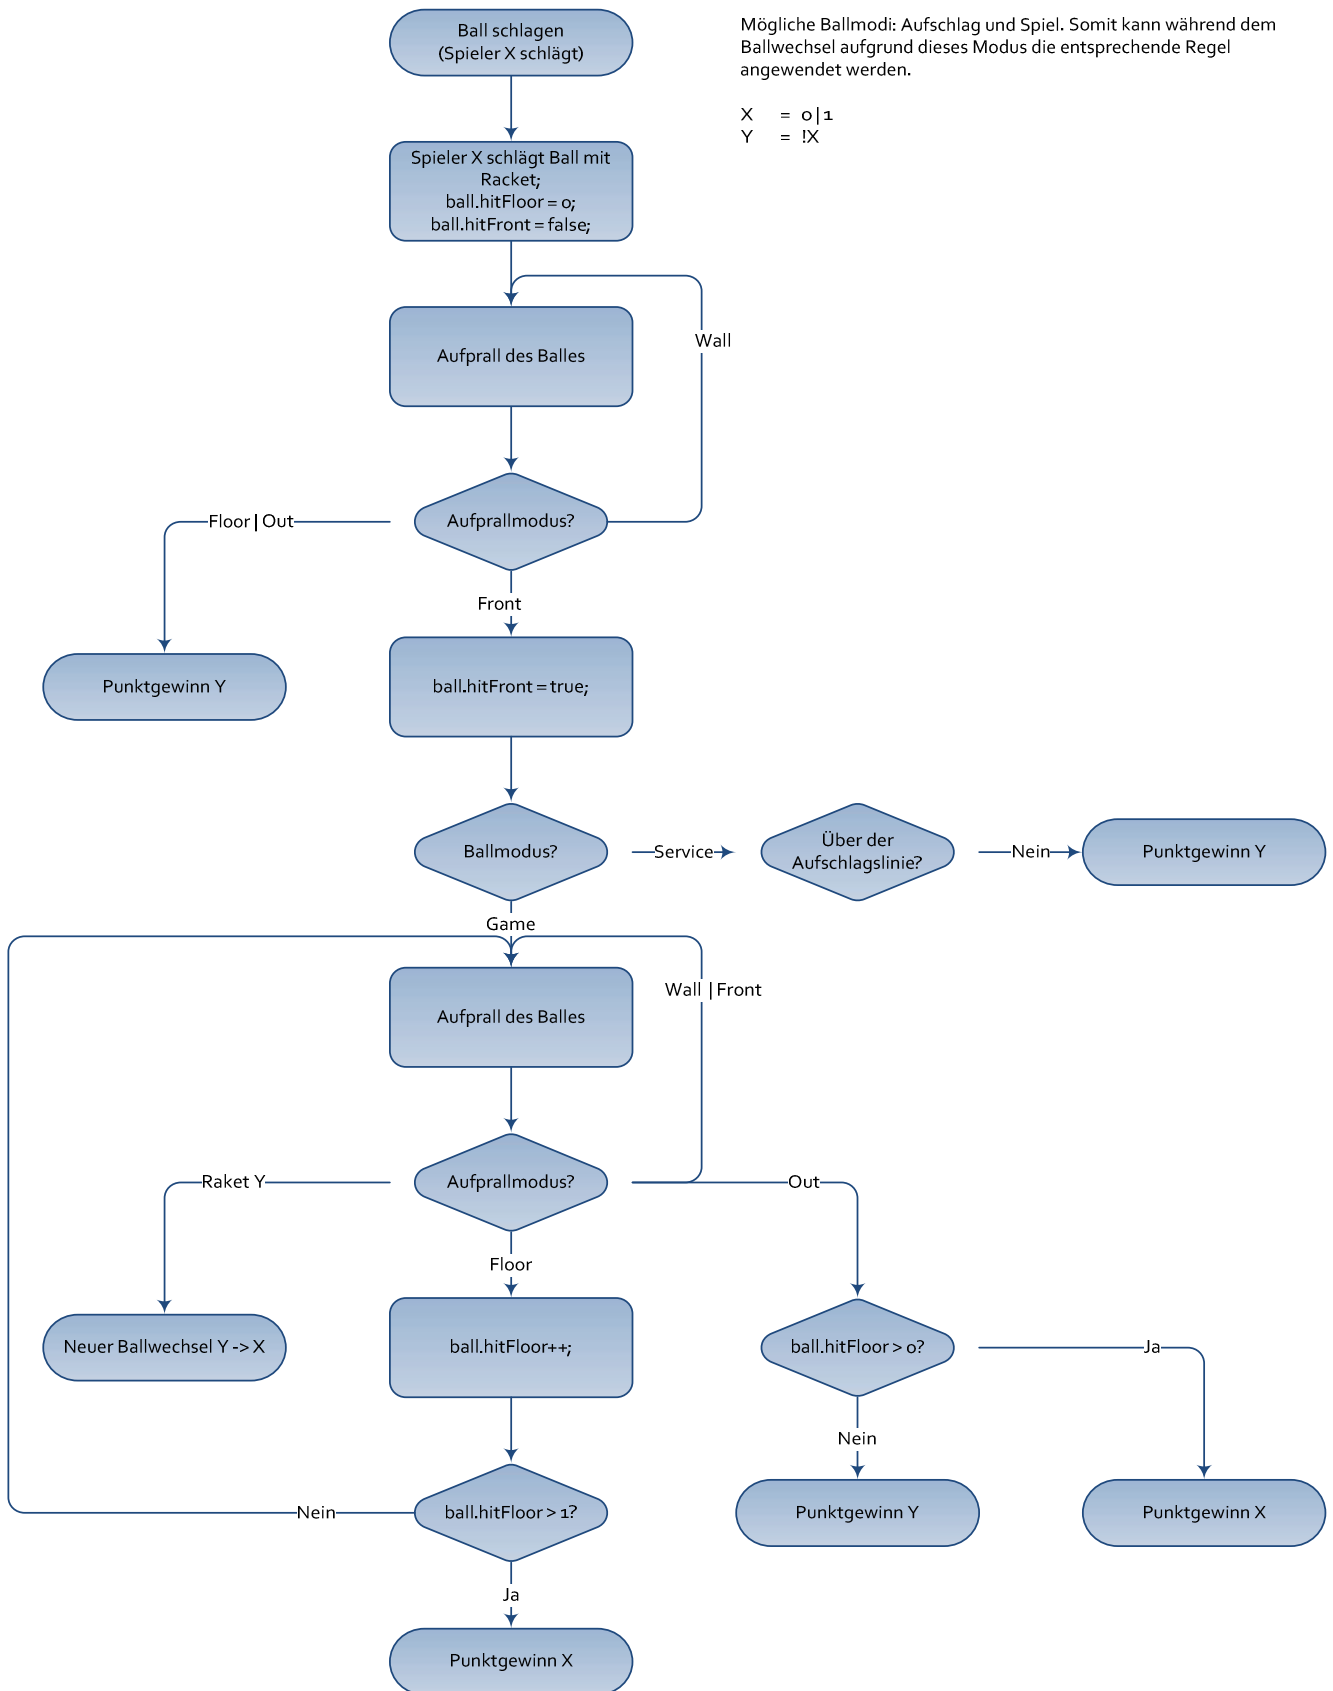 Ball schlagen
(Spieler X schlägt)
Mögliche Ballmodi: Aufschlag und Spiel. Somit kann während dem
Ballwechsel aufgrund dieses Modus die entsprechende Regel
angewendet werden.
X = 0|1
Y = !X
Spieler X schlägt Ball mit
Racket;
ball.hitFloor = 0;
ball.hitFront = false;
Aufprall des Balles
Wall
Aufprallmodus?
Floor|Out
Front
Punktgewinn Y
ball.hitFront = true;
Ballmodus?
Service
Über der
Aufschlagslinie?
Nein
Punktgewinn Y
Game
Aufprall des Balles
Wall |Front
Aufprallmodus?
Raket Y
Out
Floor
Neuer Ballwechsel Y -> X
ball.hitFloor++;
ball.hitFloor > 0?
Ja
Nein
ball.hitFloor > 1?
Nein
Punktgewinn Y
Punktgewinn X
Ja
Punktgewinn X